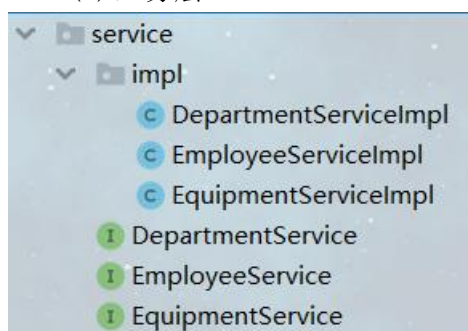 service
impl
C DepartmentServiceImpl
C EmployeeServiceImpl
C EquipmentServiceImpl
I DepartmentService
I EmployeeService
I EquipmentService